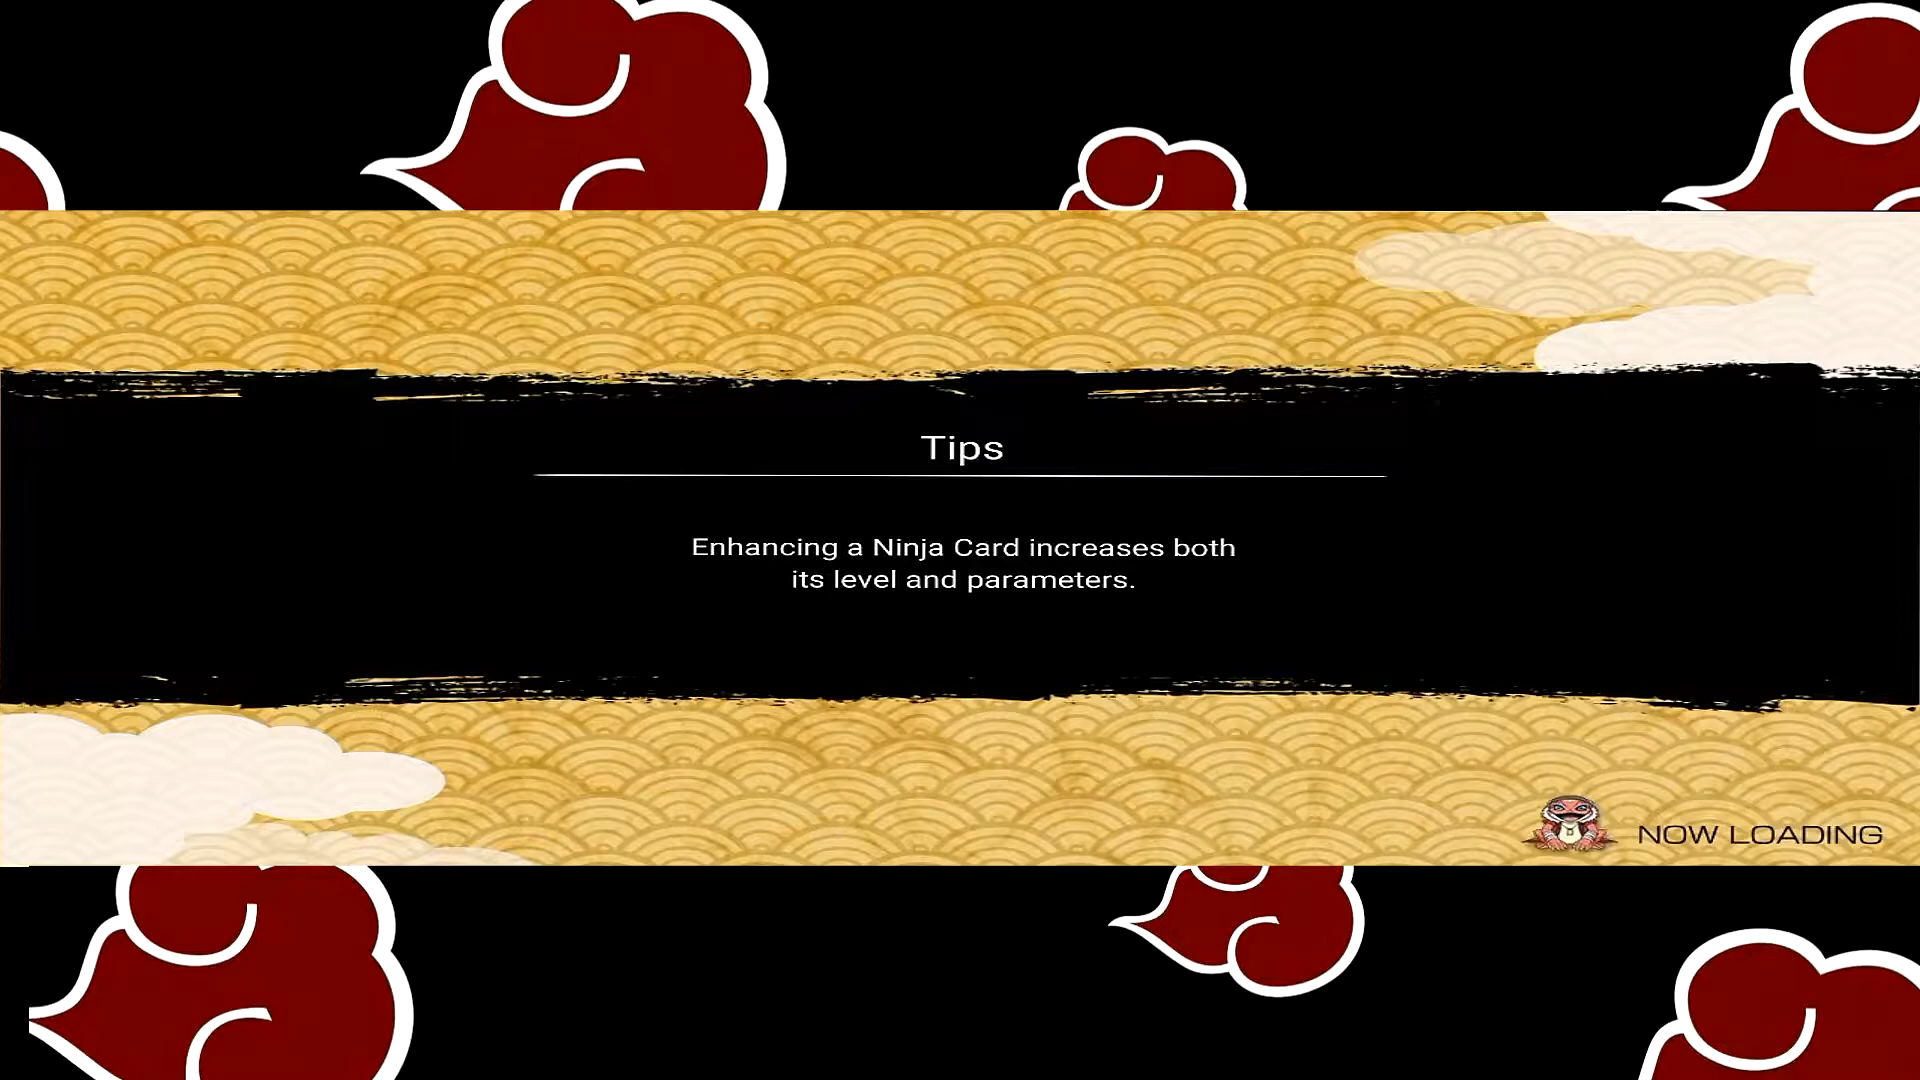 Tips
Enhancing a Ninja Card increases both
its level and parameters.
NOW LOADING